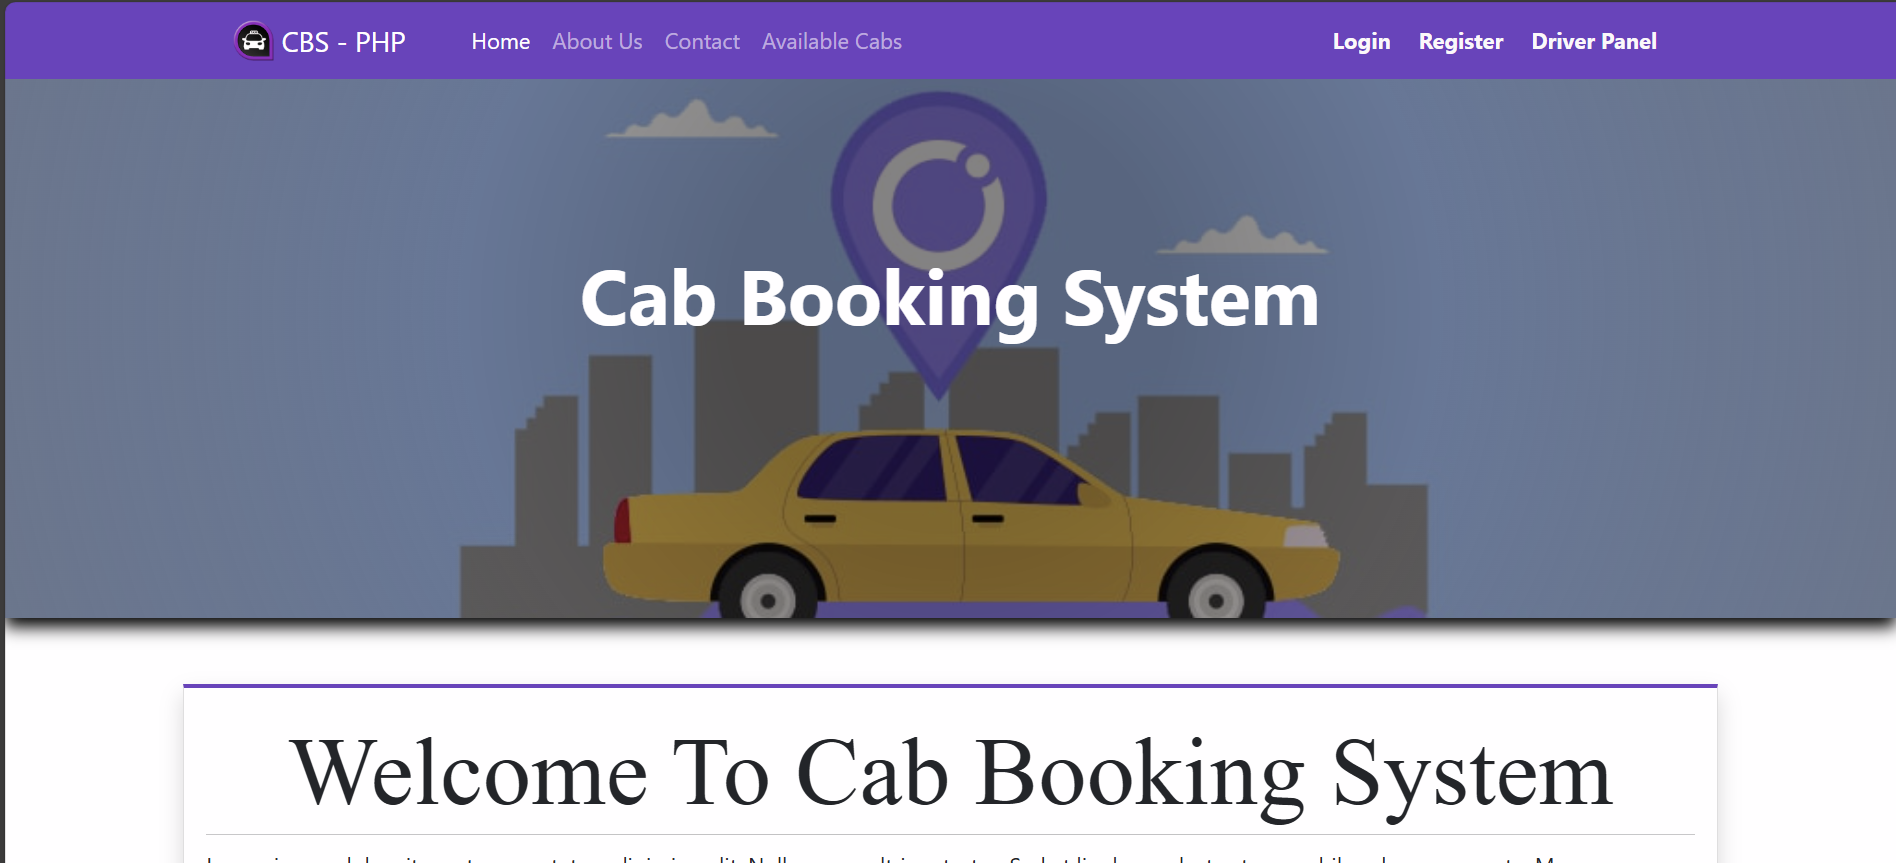 CBS - PHP Home About Us Contact Available Cabs Login Register Driver Panel
Cab Booking System
Welcome To Cab Booking System